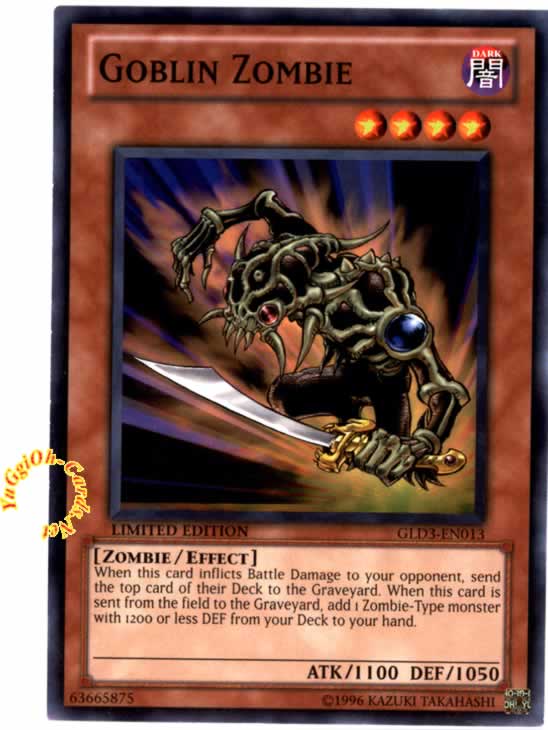 GOBLIN ZOMBIE
DARK
闇
LIMITED EDITION
GLD3-EN013
[ZOMBIE/EFFECT]
When this card inflicts Battle Damage to your opponent, send
the top card of their Deck to the Graveyard. When this card is
sent from the field to the Graveyard, add 1 Zombie-Type monster
with 1200 or less DEF from your Deck to your hand.
ATK/1100 DEF/1050
63665875
©1996 KAZUKI TAKAHASHI
YuGgiOh-Cards.Net